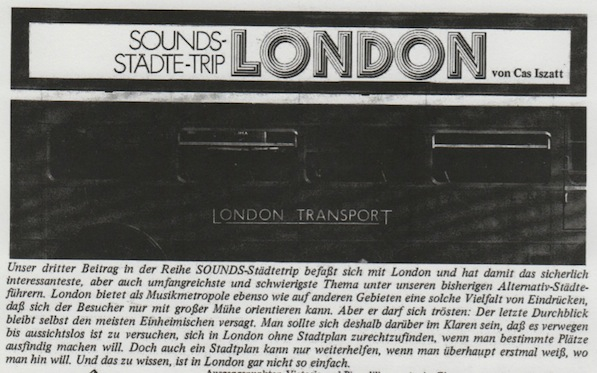 SOUNDS-
STÄDTE-TRIP LONDON von Cas Iszatt
LONDON TRANSPORT
Unser dritter Beitrag in der Reihe SOUNDS-Städtetrip befaßt sich mit London und hat damit das sicherlich
interessanteste, aber auch umfangreichste und schwierigste Thema unter unseren bisherigen Alternativ-Städte-
führern. London bietet als Musikmetropole ebenso wie auf anderen Gebieten eine solche Vielfalt von Eindrücken,
daß sich der Besucher nur mit großer Mühe orientieren kann. Aber er darf sich trösten: Der letzte Durchblick
bleibt selbst den meisten Einheimischen versagt. Man sollte sich deshalb darüber im Klaren sein, daß es verwegen
bis aussichtslos ist zu versuchen, sich in London ohne Stadtplan zurechtzufinden, wenn man bestimmte Plätze
ausfindig machen will. Doch auch ein Stadtplan kann nur weiterhelfen, wenn man überhaupt erstmal weiß, wo
man hin will. Und das zu wissen, ist in London gar nicht so einfach.